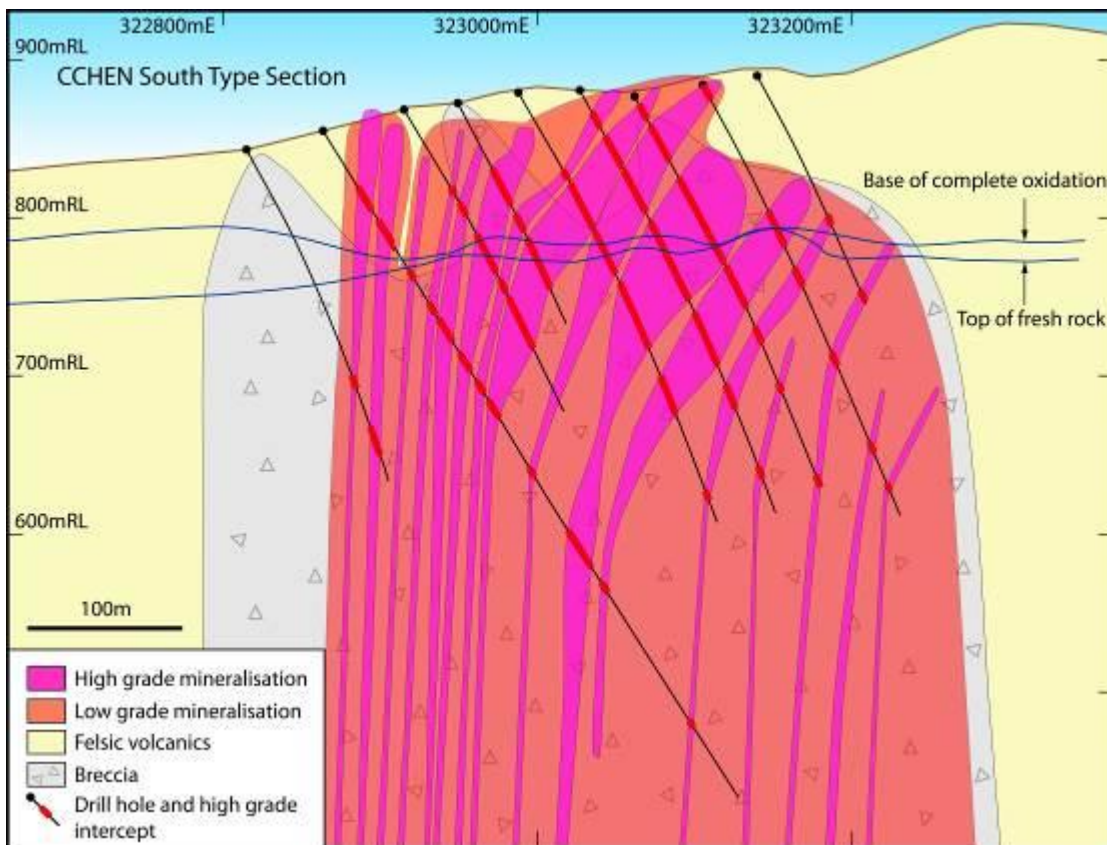 322800mE
323000mE
323200mE
900mRL
CCHEN South Type Section
Base of complete oxidation
800mRL
Top of fresh rock
700mRL
600mRL
100m
High grade mineralisation
Low grade mineralisation
Felsic volcanics
Breccia
Drill hole and high grade
intercept